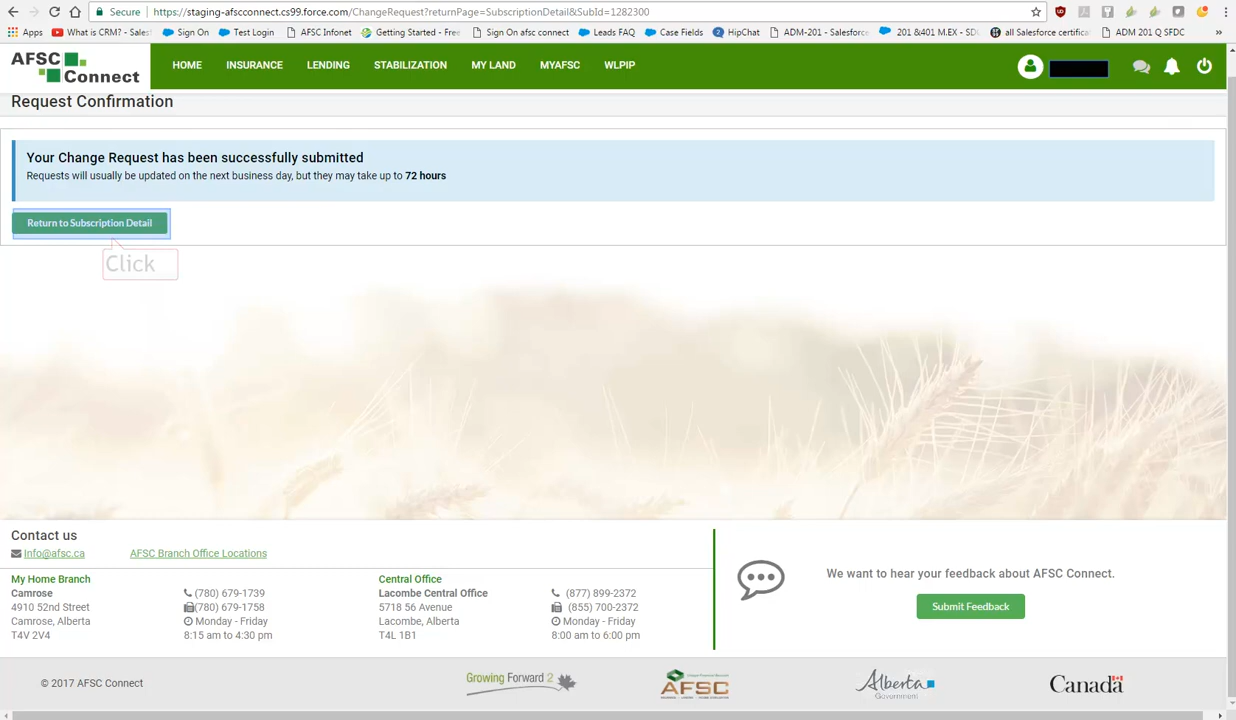 Secure https://staging-afscconnect.cs99.force.com/ChangeRequest?returnPage=SubscriptionDetail&SubId=1282300
Apps What is CRM? - Sales Sign On Test Login AFSC Infonet Getting Started - Free Sign On afsc connect Leads FAQ Case Fields HipChat ADM-201 - Salesforce 201 &401 M.EX - SD all Salesforce certifica ADM 201 Q SFDC »
AFSC Connect
HOME INSURANCE LENDING STABILIZATION MY LAND MYAFSC WLPIP
Request Confirmation
Your Change Request has been successfully submitted
Requests will usually be updated on the next business day, but they may take up to 72 hours
Return to Subscription Detail
Click
Contact us
Info@afsc.ca AFSC Branch Office Locations
My Home Branch
Camrose (780) 679-1739
4910 52nd Street (780) 679-1758
Camrose, Alberta Monday - Friday
T4V 2V4 8:15 am to 4:30 pm
Central Office
Lacombe Central Office (877) 899-2372
5718 56 Avenue (855) 700-2372
Lacombe, Alberta Monday - Friday
T4L 1B1 8:00 am to 6:00 pm
We want to hear your feedback about AFSC Connect.
Submit Feedback
© 2017 AFSC Connect
Growing Forward 2
AFSC
Alberta
Government
Canada